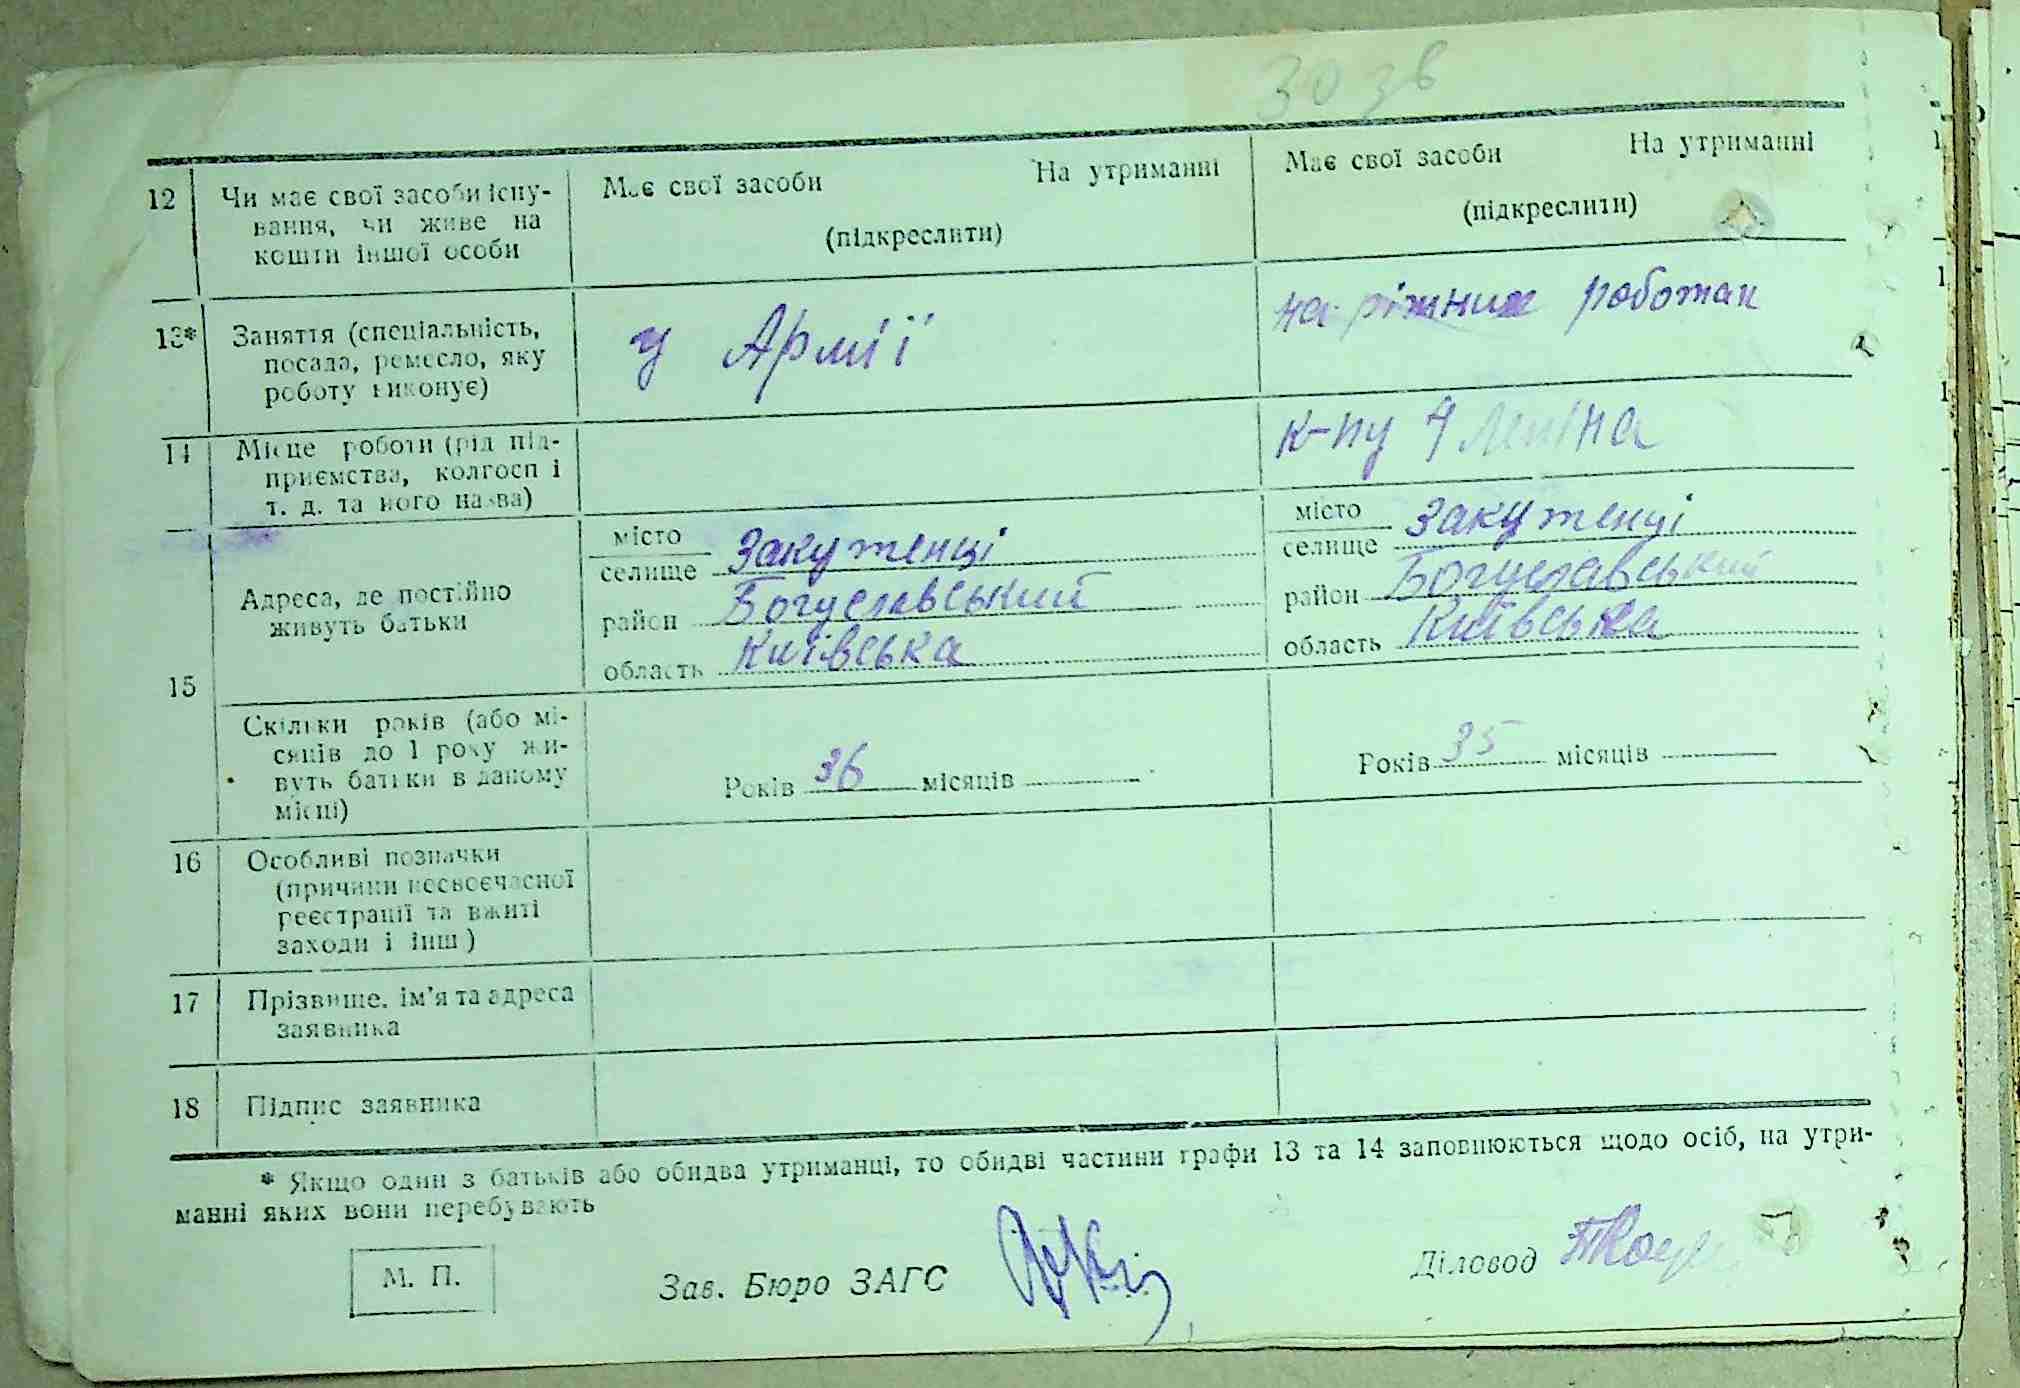 30 зв
12 Чи має свої засоби існу-
вання, чи живе на
кошти іншої особи
Має свої засоби На утриманні
(підкреслити)
Має свої засоби На утриманні
(підкреслити)
13* Заняття (спеціальність,
посада, ремесло, яку
роботу виконує)
у Армії
на ріжних роботах
14 Місце роботи (рід під-
приємства, колгосп і
т. д. та його назва)
к-пу Леніна
15
Адреса, де постійно
живуть батьки
місто
селище Закутенці
район Богуславський
область Київська
місто
селище Закутенці
район Богуславський
область Київська
Скільки років (або мі-
сяців до 1 року жи-
вуть батьки в даному
місці)
Років 36 місяців
Років 35 місяців
16 Особливі позначки
(причини несвоєчасної
реєстрації та вжиті
заходи і інш)
17 Прізвище, ім'я та адреса
заявника
18 Підпис заявника
* Якщо один з батьків або обидва утриманці, то обидві частини графи 13 та 14 заповнюються щодо осіб, на утри-
манні яких вони перебувають
М. П.
Зав. Бюро ЗАГС
Діловод